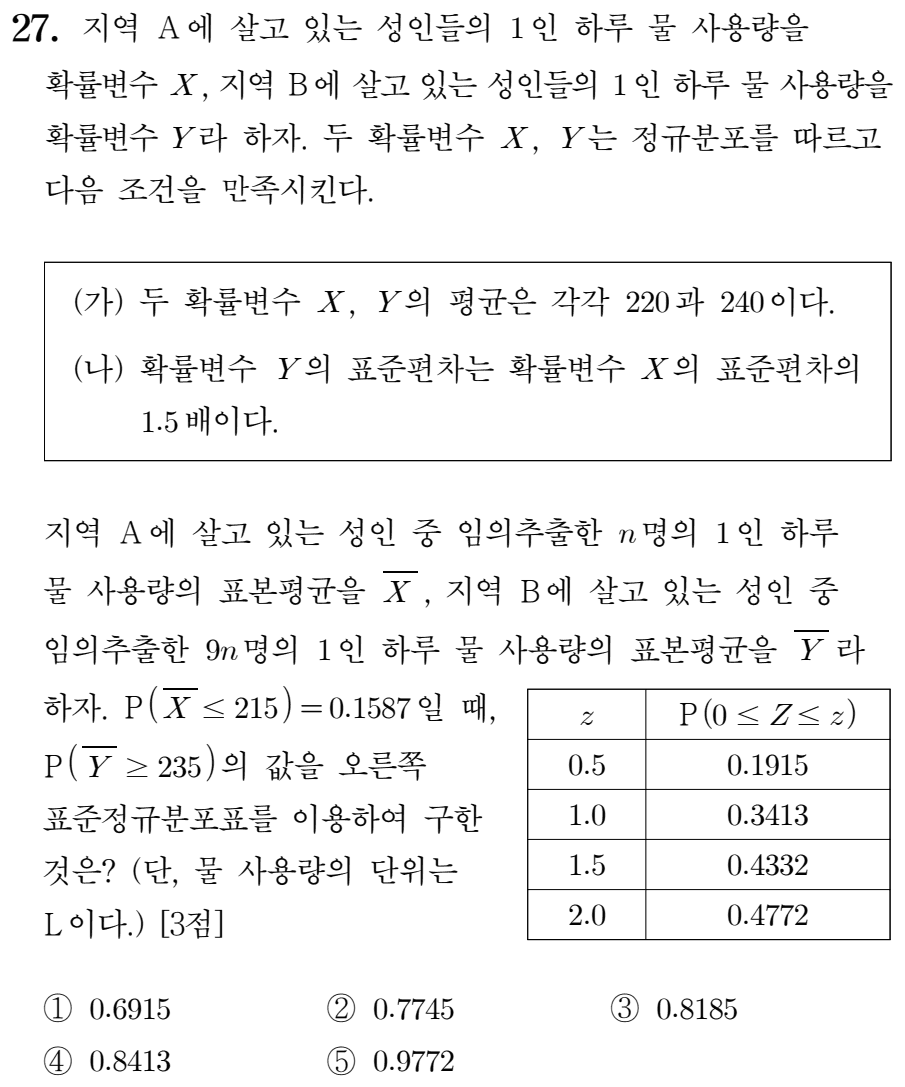 27. 지역 A에 살고 있는 성인들의 1인 하루 물 사용량을
확률변수 X, 지역 B에 살고 있는 성인들의 1인 하루 물 사용량을
확률변수 Y라 하자. 두 확률변수 X, Y는 정규분포를 따르고
다음 조건을 만족시킨다.
(가) 두 확률변수 X, Y의 평균은 각각 220과 240이다.
(나) 확률변수 Y의 표준편차는 확률변수 X의 표준편차의
1.5배이다.
지역 A에 살고 있는 성인 중 임의추출한 n명의 1인 하루
물 사용량의 표본평균을 X̅, 지역 B에 살고 있는 성인 중
임의추출한 9n명의 1인 하루 물 사용량의 표본평균을 Y̅라
하자. P(X̅ ≤ 215) = 0.1587일 때,
P(Y̅ ≥ 235)의 값을 오른쪽
표준정규분포표를 이용하여 구한
것은? (단, 물 사용량의 단위는
L이다.) [3점]
z P(0 ≤ Z ≤ z)
0.5 0.1915
1.0 0.3413
1.5 0.4332
2.0 0.4772
① 0.6915 ② 0.7745 ③ 0.8185
④ 0.8413 ⑤ 0.9772